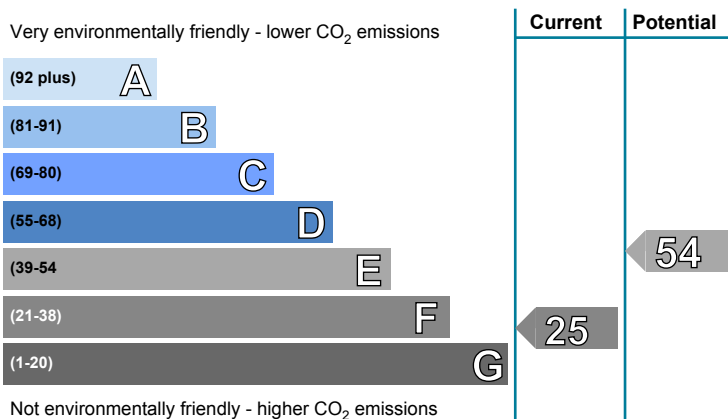 Very environmentally friendly - lower CO2 emissions
Current
Potential
(92 plus) A
(81-91) B
(69-80) C
(55-68) D
(39-54 E
(21-38) F
(1-20) G
25
54
Not environmentally friendly - higher CO2 emissions